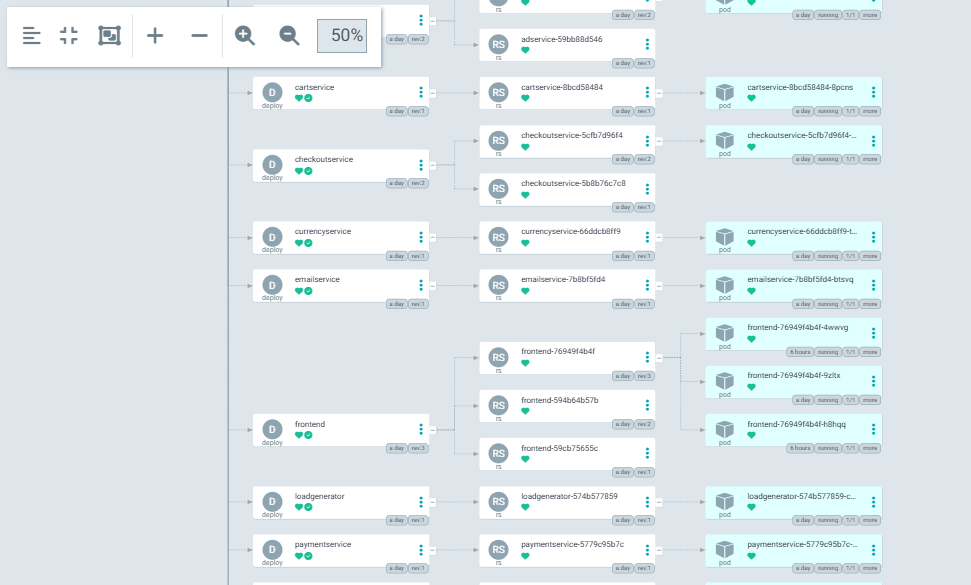 50%
a day rev:2
rev:2
a day running 1/1 more
RS adservice-59bb88d546
rs
a day rev:1
D cartservice
deploy
a day rev:1
RS cartservice-8bcd58484
rs
a day rev:1
cartservice-8bcd58484-8pcns
pod
a day running 1/1 more
D checkoutservice
deploy
a day rev:2
RS checkoutservice-5cfb7d96f4
rs
a day rev:2
checkoutservice-5cfb7d96f4-...
pod
a day running 1/1 more
RS checkoutservice-5b8b76c7c8
rs
a day rev:1
D currencyservice
deploy
a day rev:1
RS currencyservice-66ddcb8ff9
rs
a day rev:1
currencyservice-66ddcb8ff9-t...
pod
a day running 1/1 more
D emailservice
deploy
a day rev:1
RS emailservice-7b8bf5fd4
rs
a day rev:1
emailservice-7b8bf5fd4-btsvq
pod
a day running 1/1 more
D frontend
deploy
a day rev:3
RS frontend-76949f4b4f
rs
a day rev:3
frontend-76949f4b4f-4wwvg
pod
6 hours running 1/1 more
frontend-76949f4b4f-9zltx
pod
a day running 1/1 more
RS frontend-594b64b57b
rs
a day rev:2
frontend-76949f4b4f-h8hqq
pod
6 hours running 1/1 more
RS frontend-59cb75655c
rs
a day rev:1
D loadgenerator
deploy
a day rev:1
RS loadgenerator-574b577859
rs
a day rev:1
loadgenerator-574b577859-c...
pod
a day running 1/1 more
D paymentservice
deploy
a day rev:1
RS paymentservice-5779c95b7c
rs
a day rev:1
paymentservice-5779c95b7c-...
pod
a day running 1/1 more